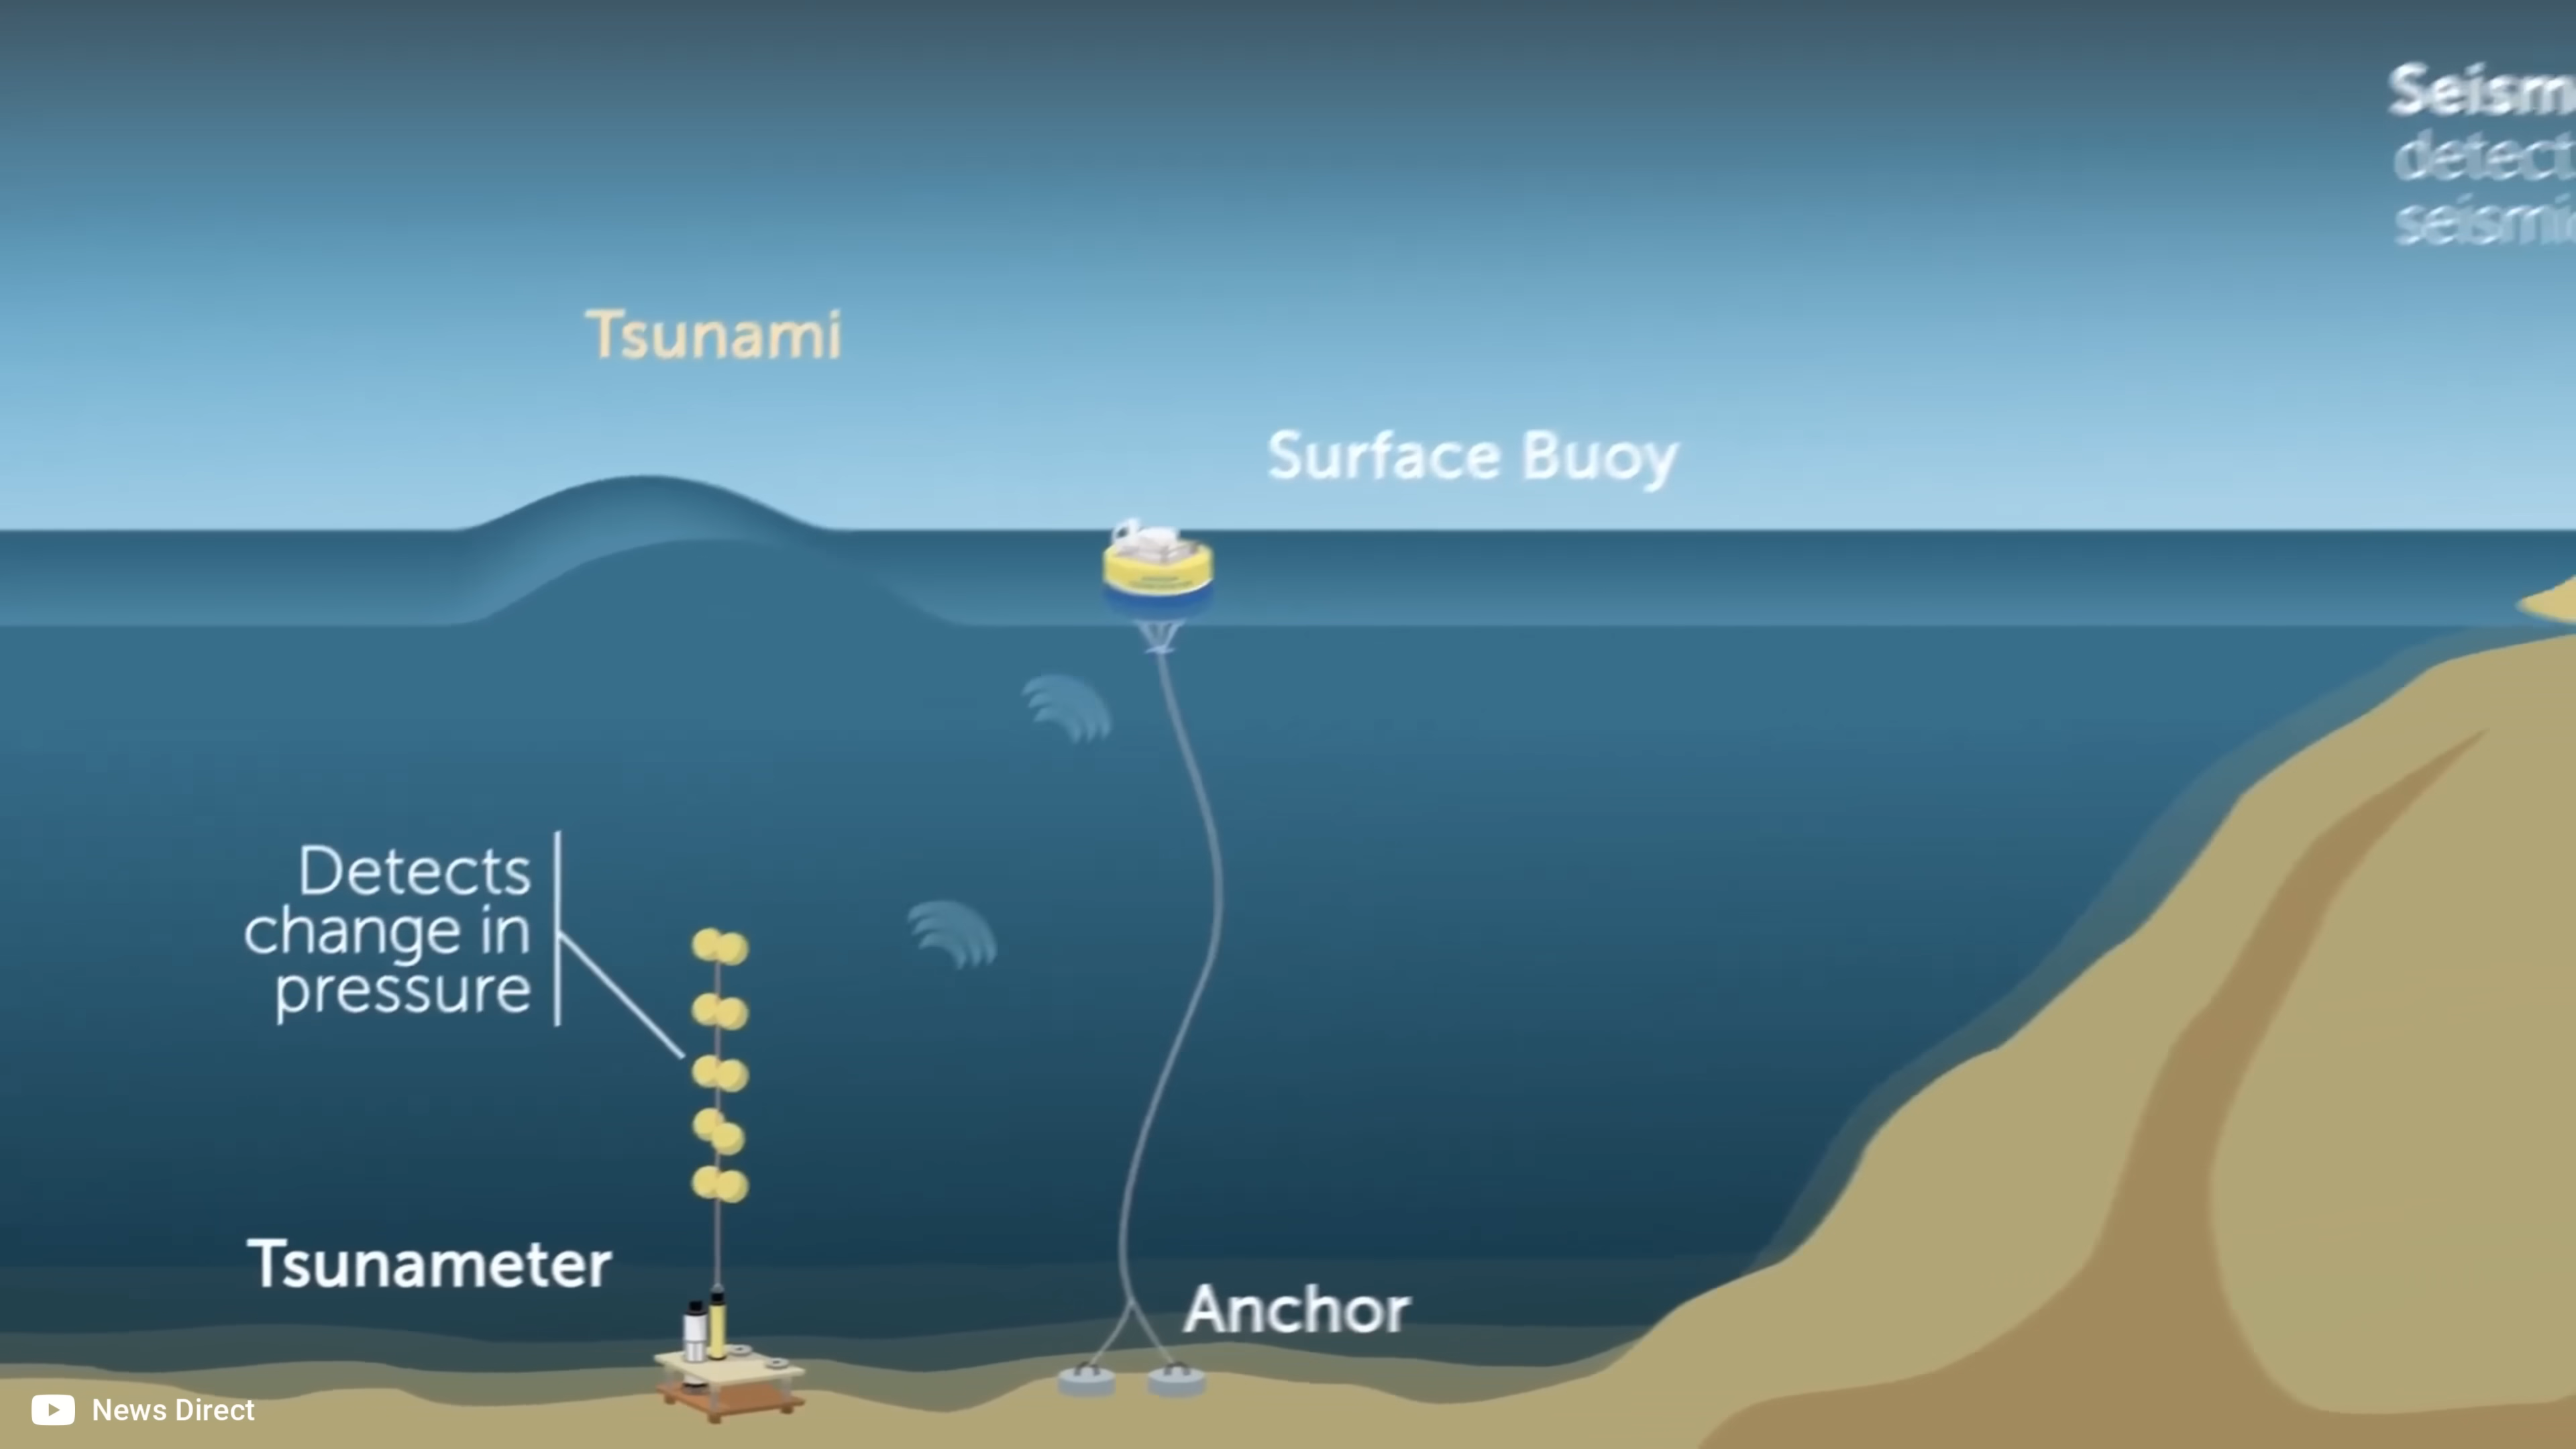 Tsunami
Surface Buoy
Detects
change in
pressure
Tsunameter
Anchor
News Direct